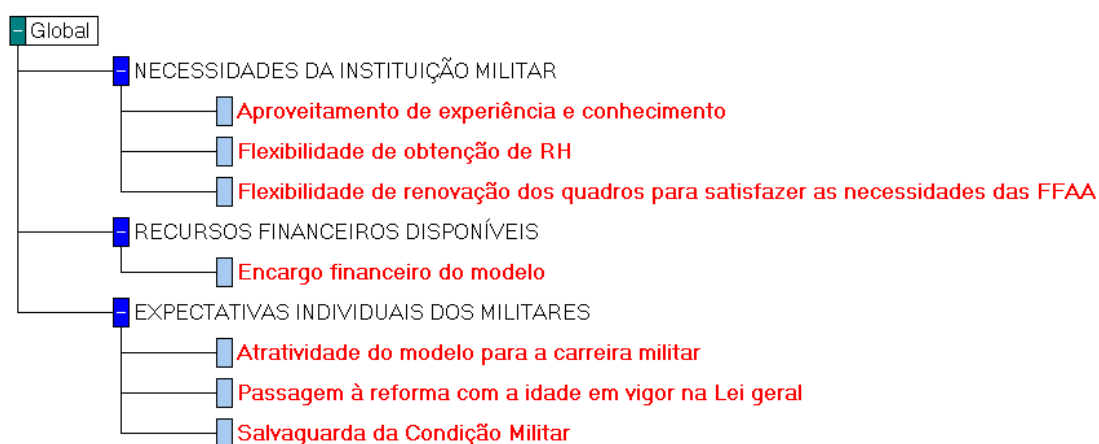 Global
NECESSIDADES DA INSTITUIÇÃO MILITAR
Aproveitamento de experiência e conhecimento
Flexibilidade de obtenção de RH
Flexibilidade de renovação dos quadros para satisfazer as necessidades das FFAA
RECURSOS FINANCEIROS DISPONÍVEIS
Encargo financeiro do modelo
EXPECTATIVAS INDIVIDUAIS DOS MILITARES
Atratividade do modelo para a carreira militar
Passagem à reforma com a idade em vigor na Lei geral
Salvaguarda da Condição Militar